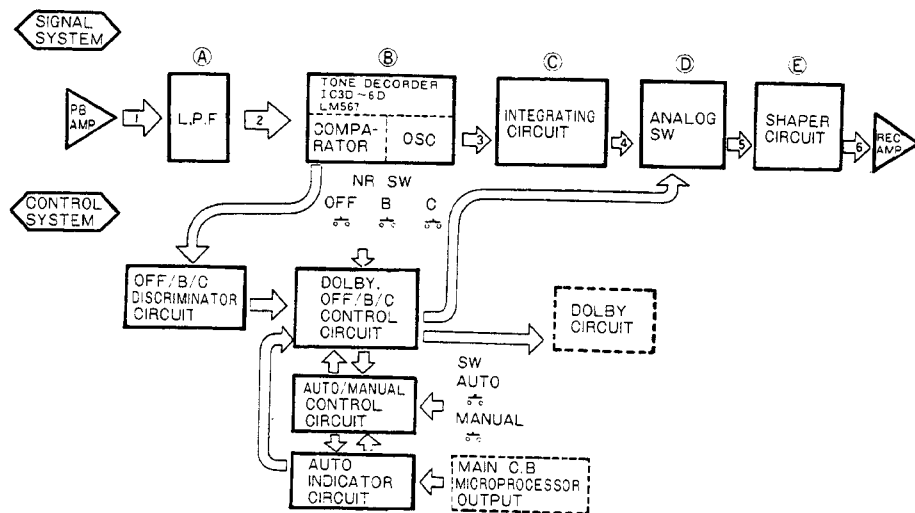 SIGNAL
SYSTEM
A
B
C
D
E
PB
AMP
1
L.P.F
2
TONE DECORDER
IC3D~6D
LM567
COMPA-
RATOR
OSC
3
INTEGRATING
CIRCUIT
4
ANALOG
SW
5
SHAPER
CIRCUIT
6
REC
AMP
CONTROL
SYSTEM
NR SW
OFF B C
OFF/B/C
DISCRIMINATOR
CIRCUIT
DOLBY.
OFF/B/C
CONTROL
CIRCUIT
DOLBY
CIRCUIT
AUTO/MANUAL
CONTROL
CIRCUIT
SW
AUTO
MANUAL
AUTO
INDICATOR
CIRCUIT
MAIN C.B
MICROPROCESSOR
OUTPUT